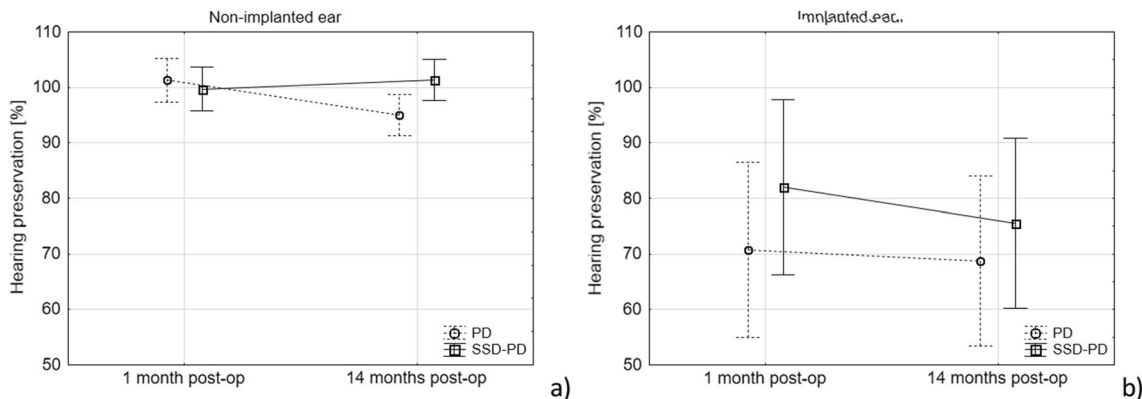 Non-implanted ear
110
100
90
80
70
60
50
Hearing preservation [%]
PD
SSD-PD
1 month post-op
14 months post-op
a)
Implanted ear
110
100
90
80
70
60
50
Hearing preservation [%]
PD
SSD-PD
1 month post-op
14 months post-op
b)